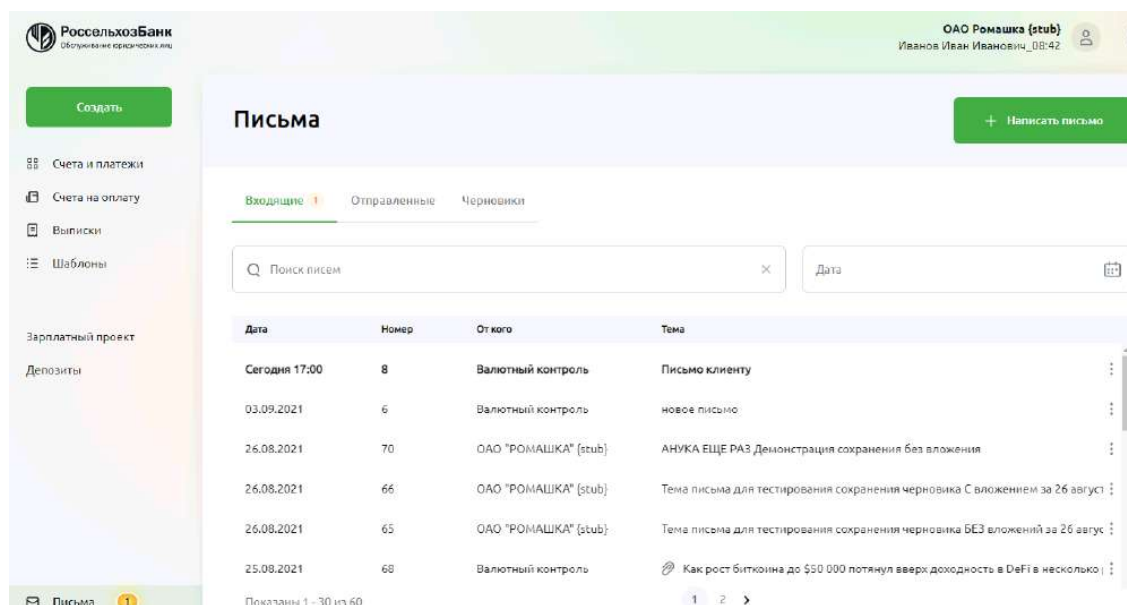 РоссельхозБанк
Обслуживание юридических лиц
ОАО Ромашка {stub}
Иванов Иван Иванович_08:42
Создать
Счета и платежи
Счета на оплату
Выписки
Шаблоны
Зарплатный проект
Депозиты
Письма 1
Письма
+ Написать письмо
Входящие 1 Отправленные Черновики
Поиск писем
Дата
Дата Номер От кого Тема
Сегодня 17:00 8 Валютный контроль Письмо клиенту
03.09.2021 6 Валютный контроль новое письмо
26.08.2021 70 ОАО "РОМАШКА" {stub} АНУКА ЕЩЕ РАЗ Демонстрация сохранения без вложения
26.08.2021 66 ОАО "РОМАШКА" {stub} Тема письма для тестирования сохранения черновика С вложением за 26 август
26.08.2021 65 ОАО "РОМАШКА" {stub} Тема письма для тестирования сохранения черновика БЕЗ вложений за 26 авгус
25.08.2021 68 Валютный контроль Как рост биткоина до $50 000 потянул вверх доходность в DeFi в несколько
Показаны 1 - 30 из 60
1 2